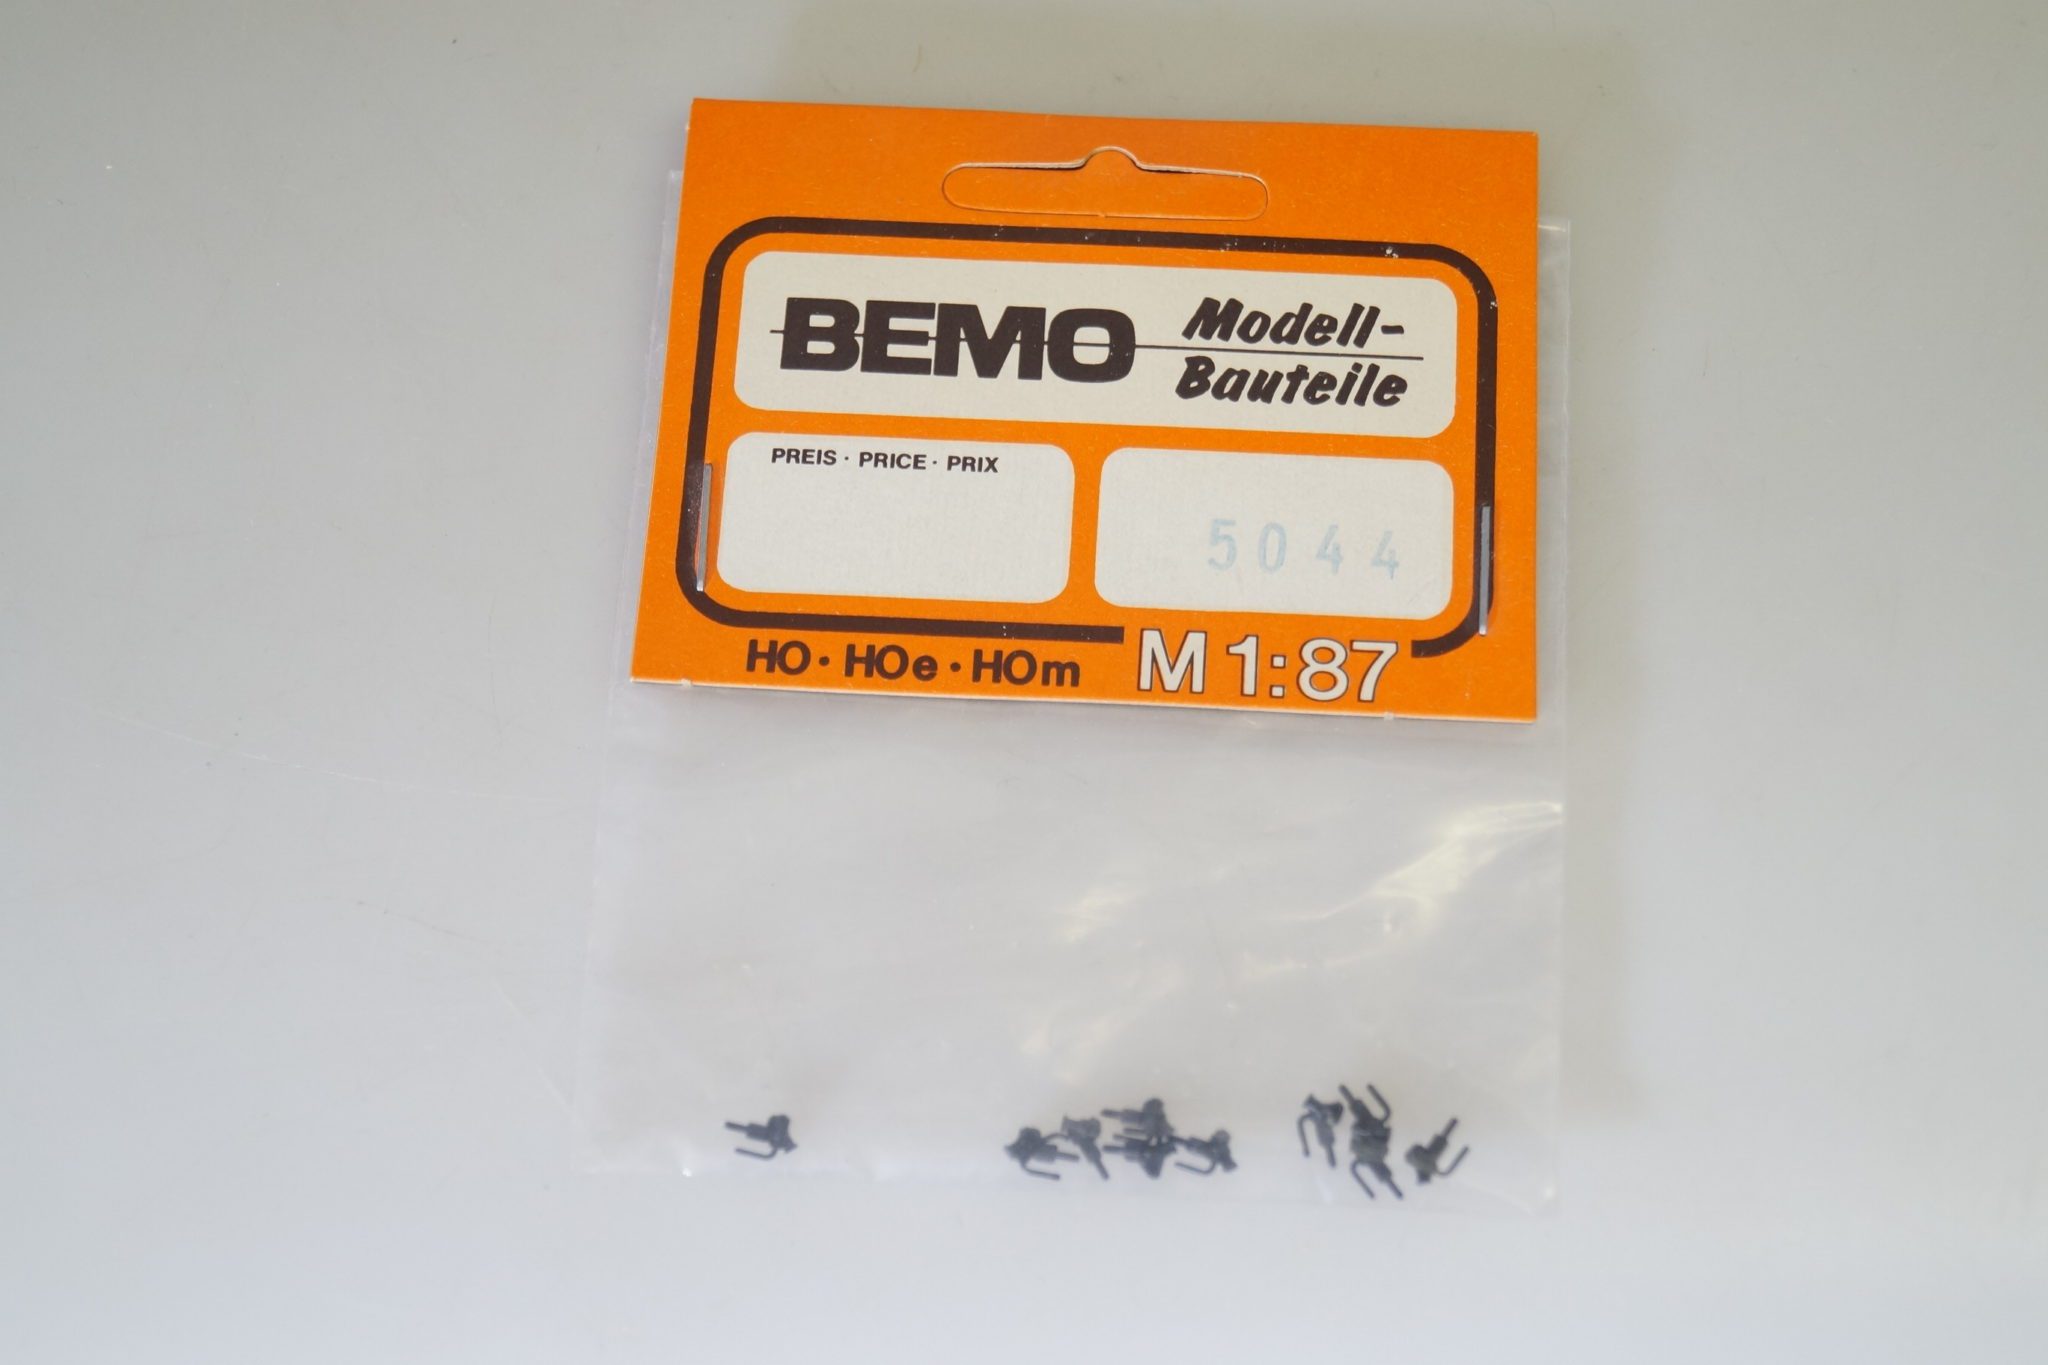 BEMO Modell-
Bauteile
PREIS · PRICE · PRIX
5044
HO · HOe · HOm M 1:87